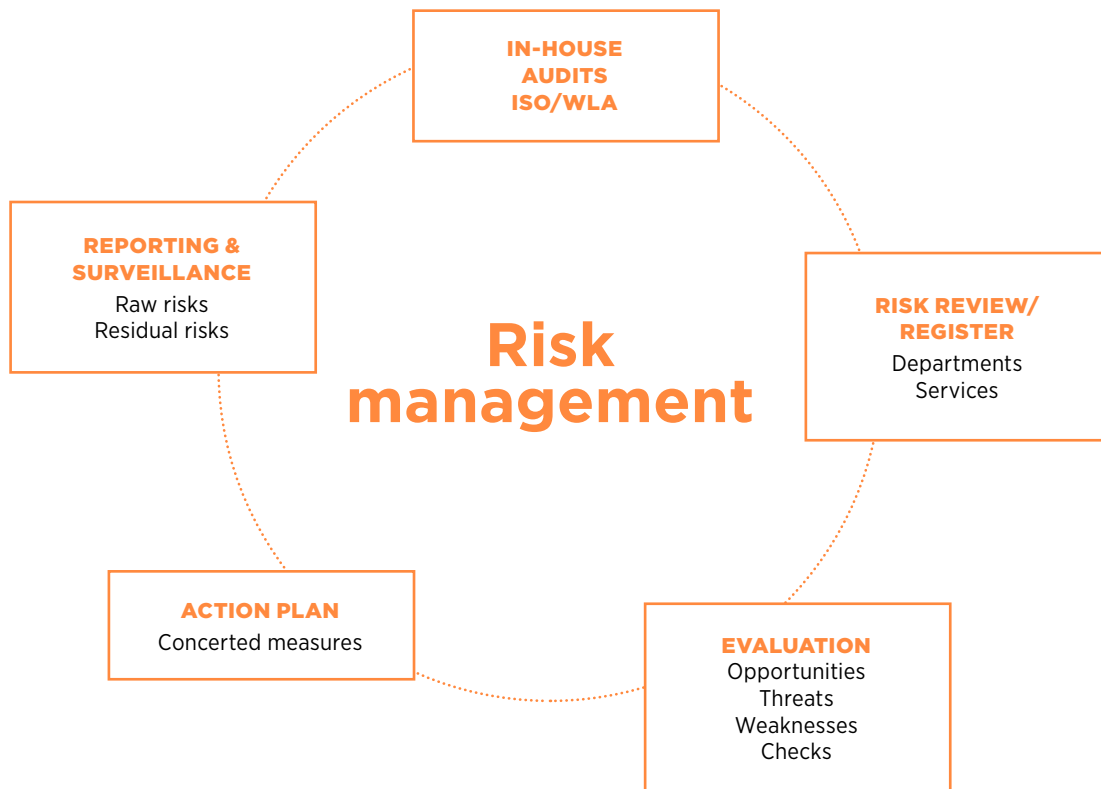 IN-HOUSE
AUDITS
ISO/WLA
REPORTING &
SURVEILLANCE
Raw risks
Residual risks
RISK REVIEW/
REGISTER
Departments
Services
Risk
management
ACTION PLAN
Concerted measures
EVALUATION
Opportunities
Threats
Weaknesses
Checks